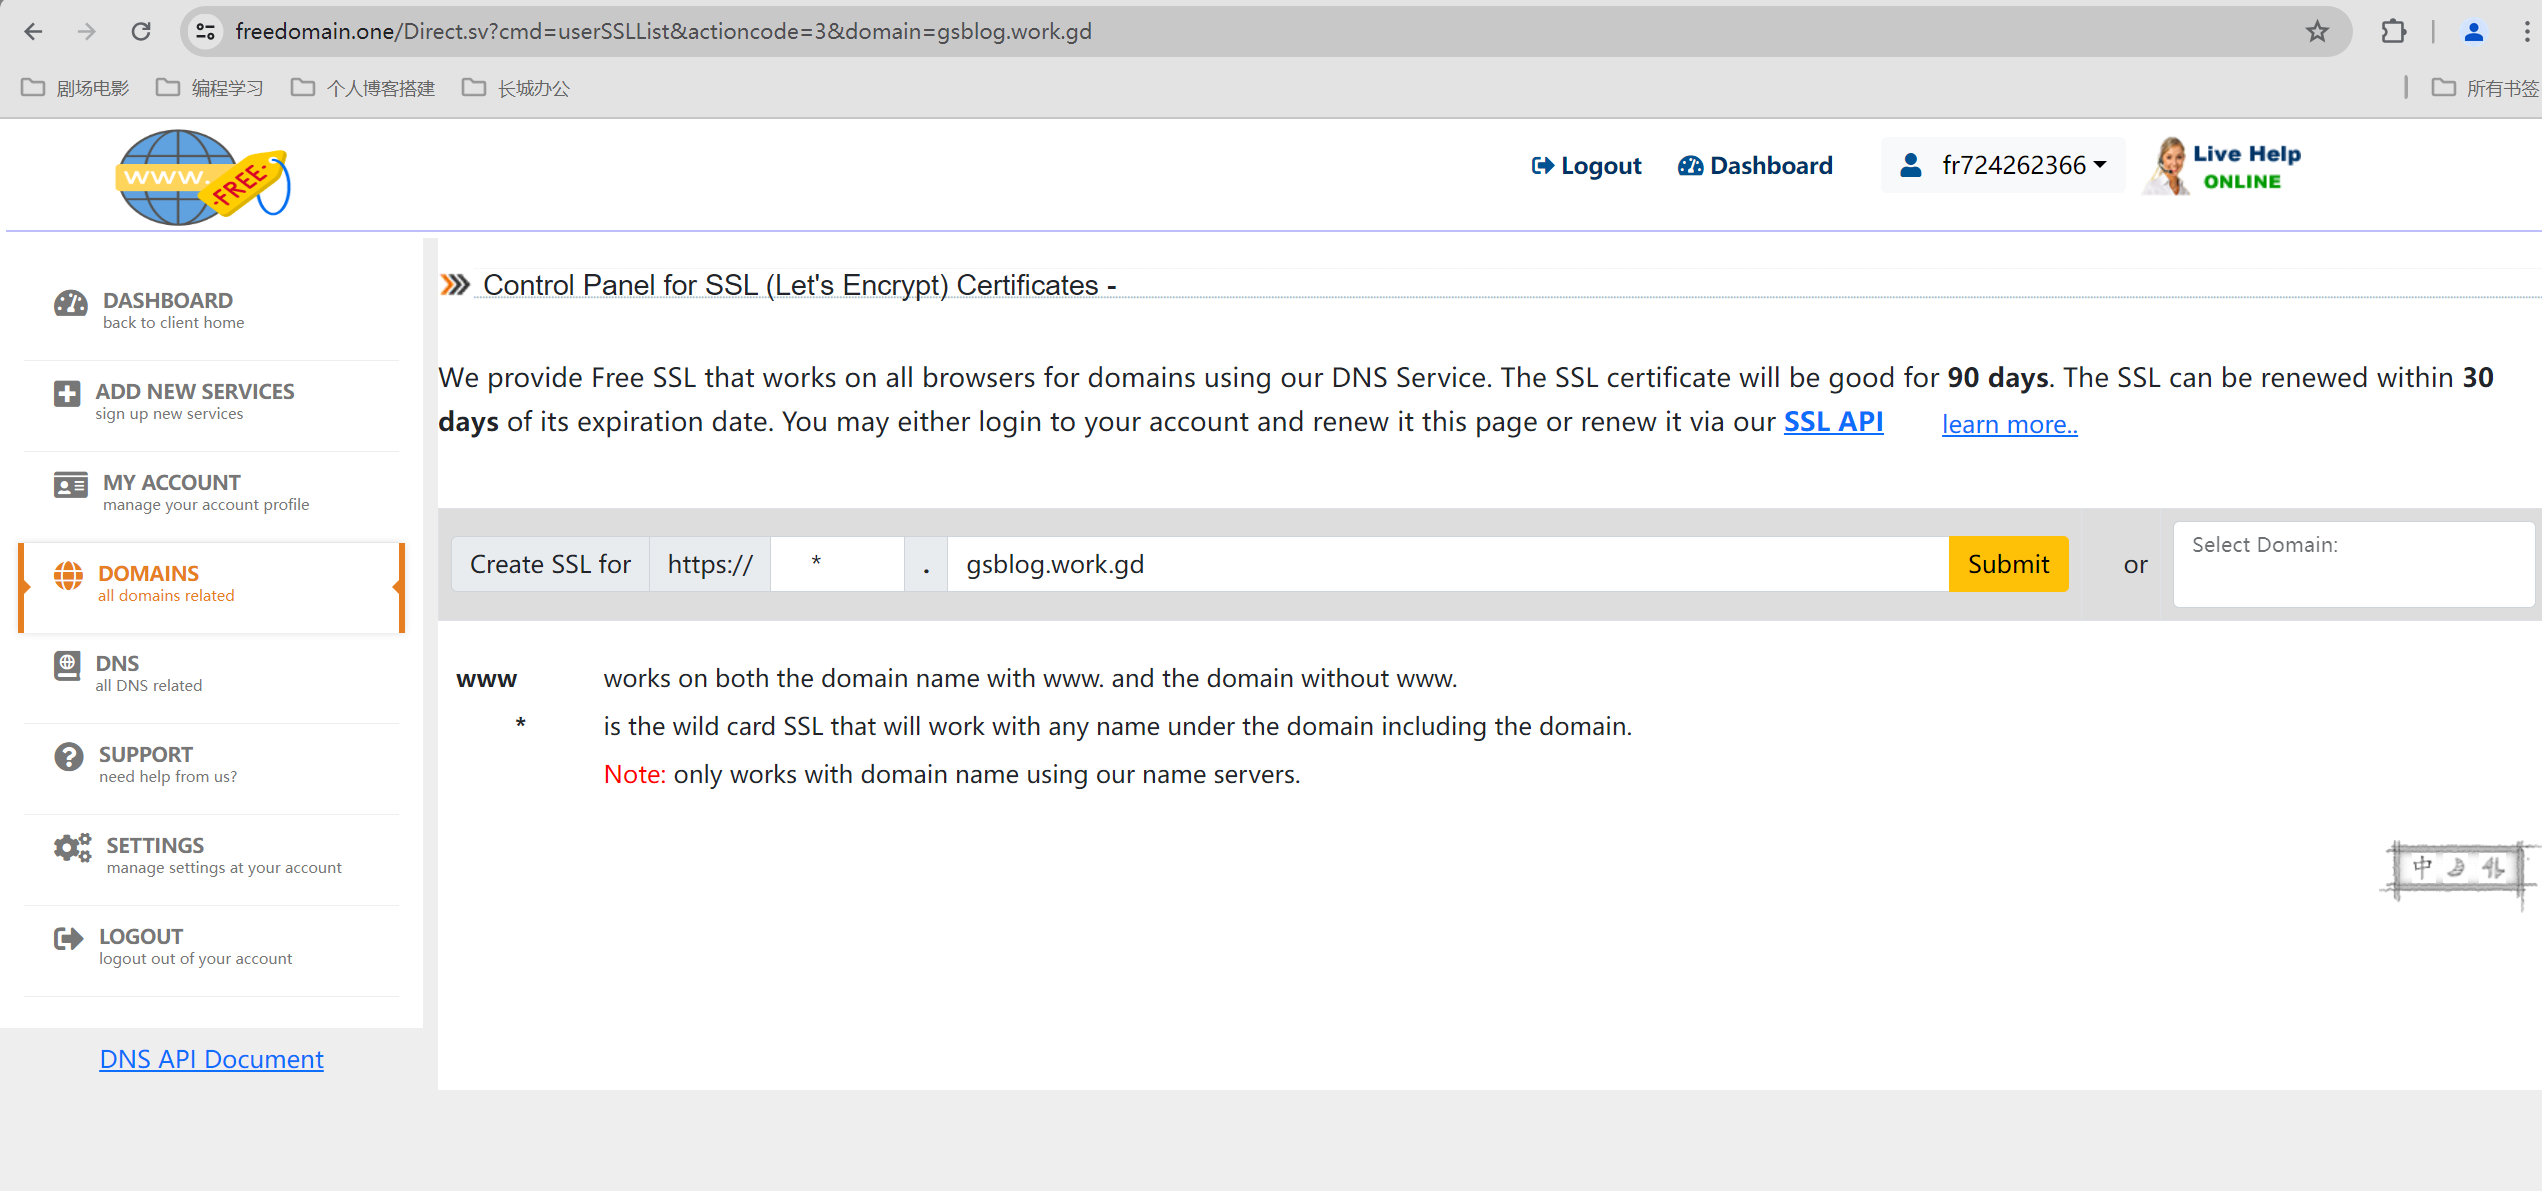 freedomain.one/Direct.sv?cmd=userSSLList&actioncode=3&domain=gsblog.work.gd
剧场电影 编程学习 个人博客搭建 长城办公 所有书签
www. -FREE-
Logout Dashboard fr724262366 Live Help
ONLINE
Control Panel for SSL (Let's Encrypt) Certificates -
DASHBOARD
back to client home
ADD NEW SERVICES
sign up new services
MY ACCOUNT
manage your account profile
DOMAINS
all domains related
DNS
all DNS related
SUPPORT
need help from us?
SETTINGS
manage settings at your account
LOGOUT
logout out of your account
DNS API Document
We provide Free SSL that works on all browsers for domains using our DNS Service. The SSL certificate will be good for 90 days. The SSL can be renewed within 30
days of its expiration date. You may either login to your account and renew it this page or renew it via our SSL API learn more..
Create SSL for https:// * . gsblog.work.gd Submit or Select Domain:
www works on both the domain name with www. and the domain without www.
* is the wild card SSL that will work with any name under the domain including the domain.
Note: only works with domain name using our name servers.
中